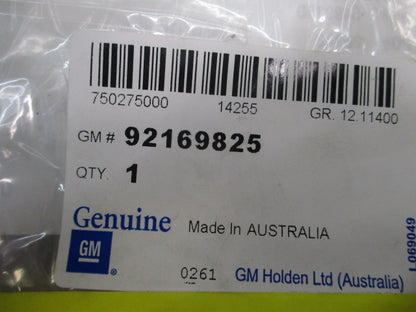 750275000 14255 GR. 12.11400
GM # 92169825
QTY. 1
Genuine Made In AUSTRALIA
GM
0261 GM Holden Ltd (Australia)
L069049